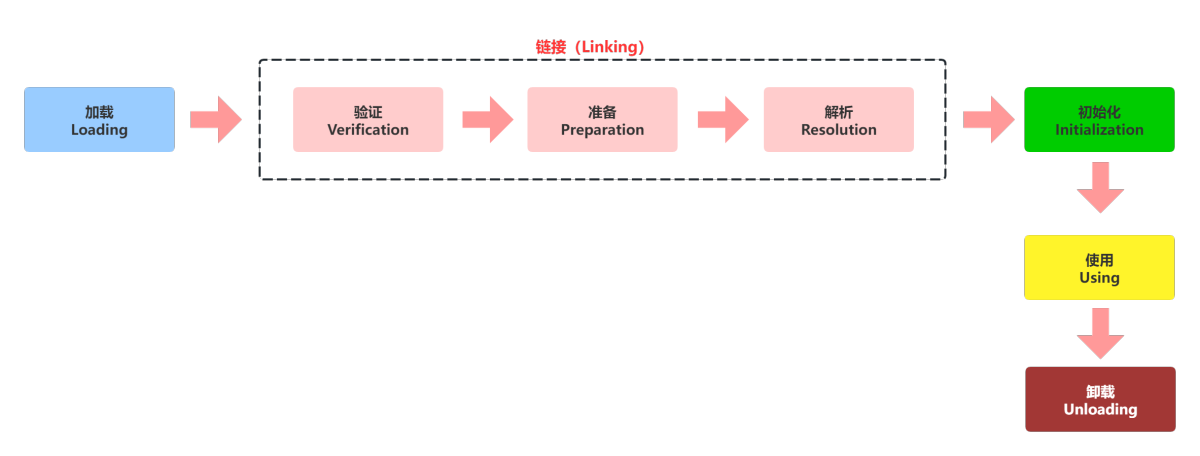 链接（Linking）
加载
Loading
验证
Verification
准备
Preparation
解析
Resolution
初始化
Initialization
使用
Using
卸载
Unloading